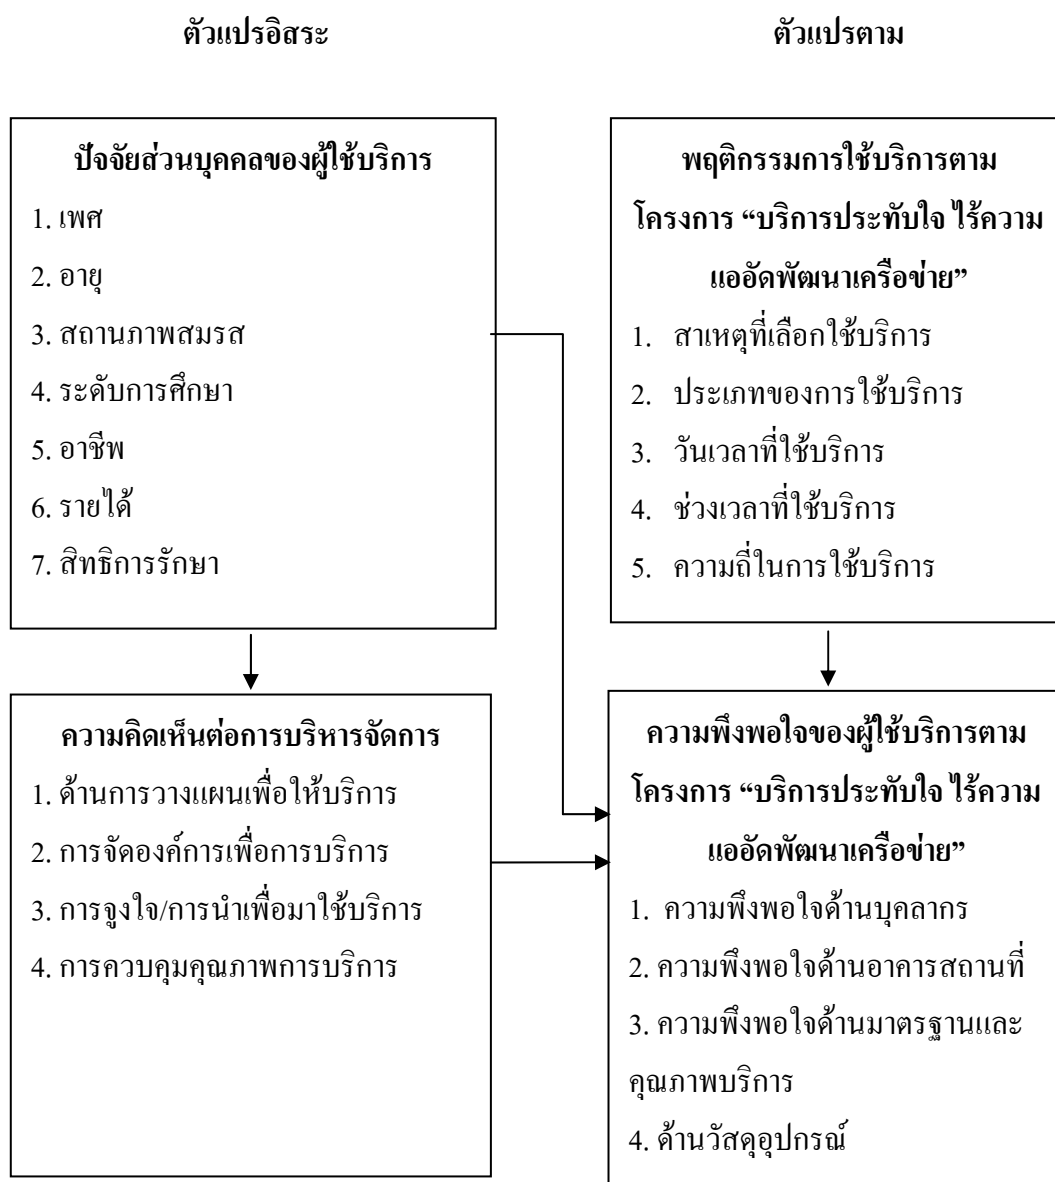 ตัวแปรอิสระ
ตัวแปรตาม
ปัจจัยส่วนบุคคลของผู้ใช้บริการ
1. เพศ
2. อายุ
3. สถานภาพสมรส
4. ระดับการศึกษา
5. อาชีพ
6. รายได้
7. สิทธิการรักษา
พฤติกรรมการใช้บริการตาม
โครงการ “บริการประทับใจ ไร้ความ
แออัดพัฒนาเครือข่าย”
1. สาเหตุที่เลือกใช้บริการ
2. ประเภทของการใช้บริการ
3. วันเวลาที่ใช้บริการ
4. ช่วงเวลาที่ใช้บริการ
5. ความถี่ในการใช้บริการ
ความคิดเห็นต่อการบริหารจัดการ
1. ด้านการวางแผนเพื่อให้บริการ
2. การจัดองค์การเพื่อการบริการ
3. การจูงใจ/การนำเพื่อมาใช้บริการ
4. การควบคุมคุณภาพการบริการ
ความพึงพอใจของผู้ใช้บริการตาม
โครงการ “บริการประทับใจ ไร้ความ
แออัดพัฒนาเครือข่าย”
1. ความพึงพอใจด้านบุคลากร
2. ความพึงพอใจด้านอาคารสถานที่
3. ความพึงพอใจด้านมาตรฐานและ
คุณภาพบริการ
4. ด้านวัสดุอุปกรณ์